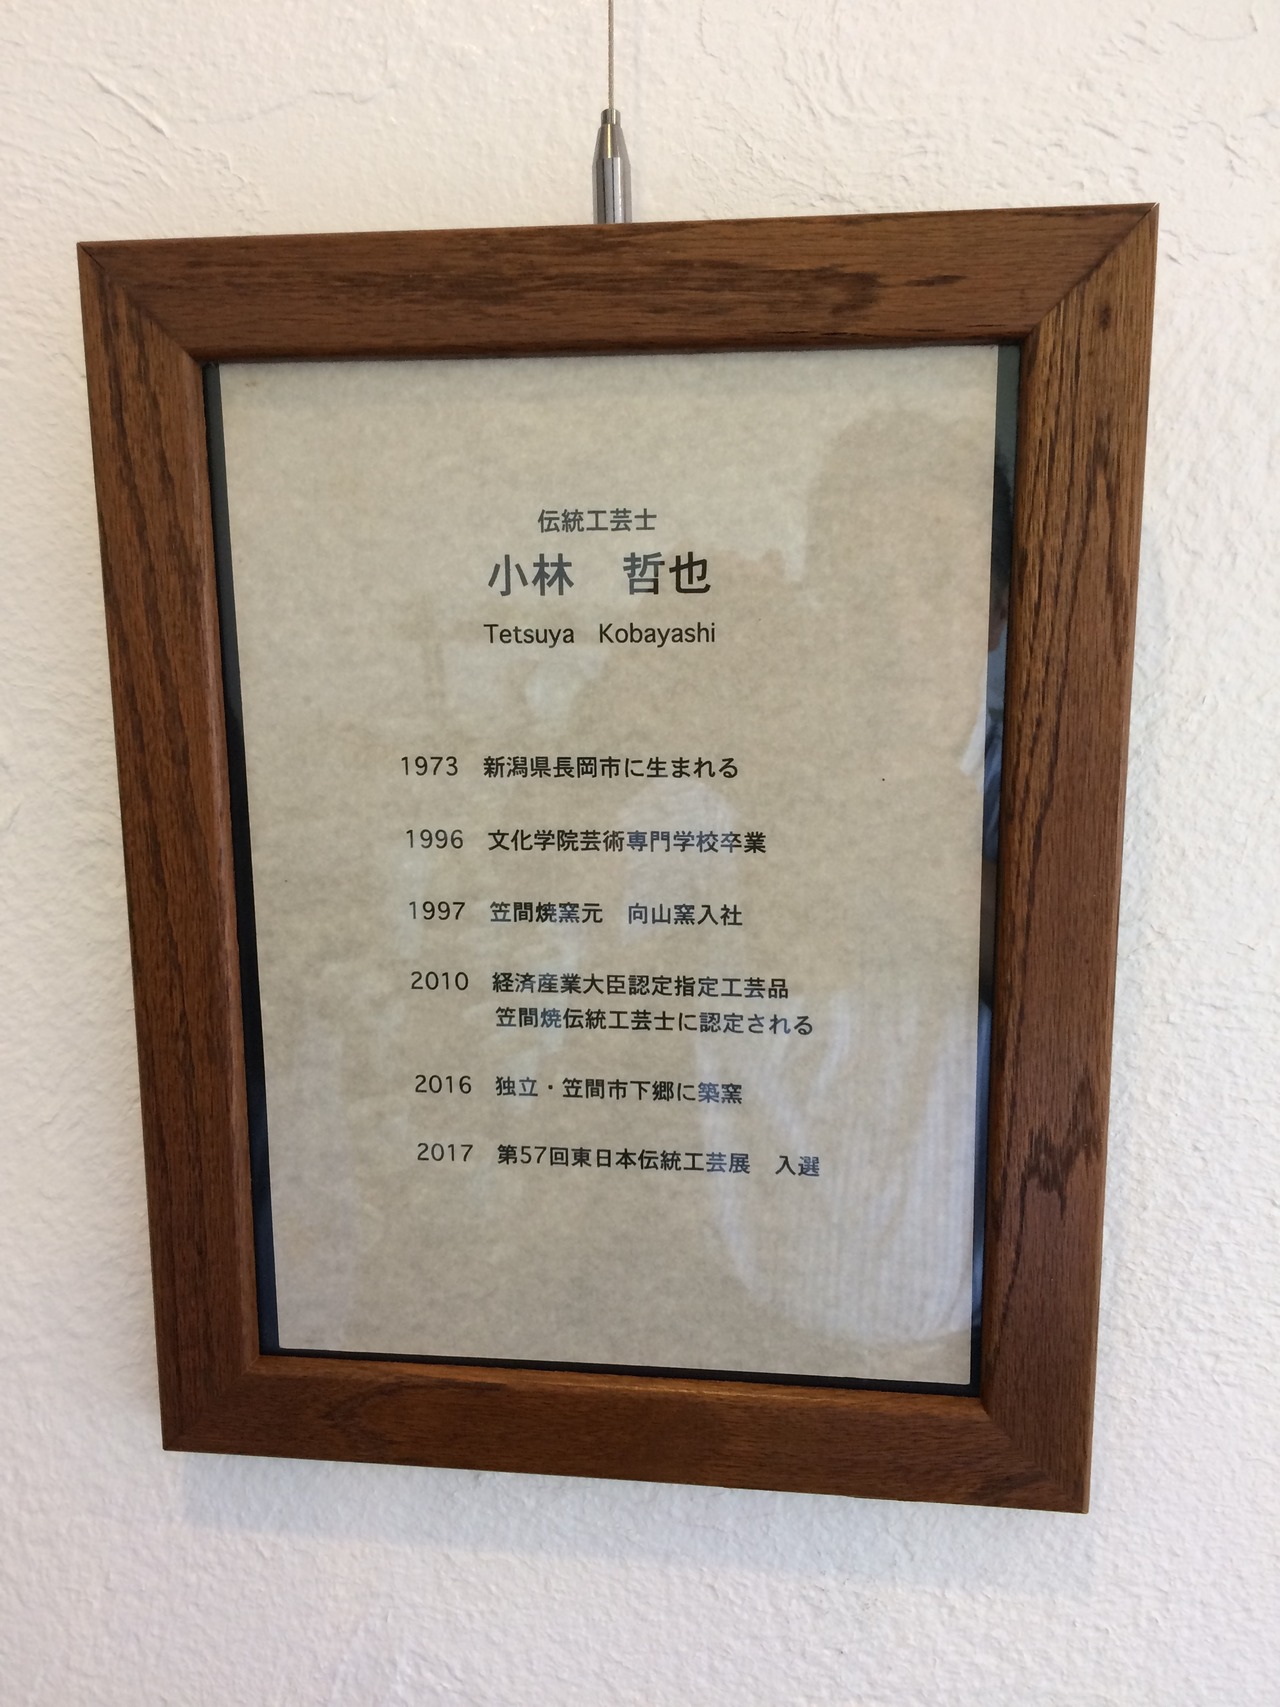 伝統工芸士
小林　哲也
Tetsuya Kobayashi
1973 新潟県長岡市に生まれる
1996 文化学院芸術専門学校卒業
1997 笠間焼窯元　向山窯入社
2010 経済産業大臣認定指定工芸品
笠間焼伝統工芸士に認定される
2016 独立・笠間市下郷に築窯
2017 第57回東日本伝統工芸展　入選